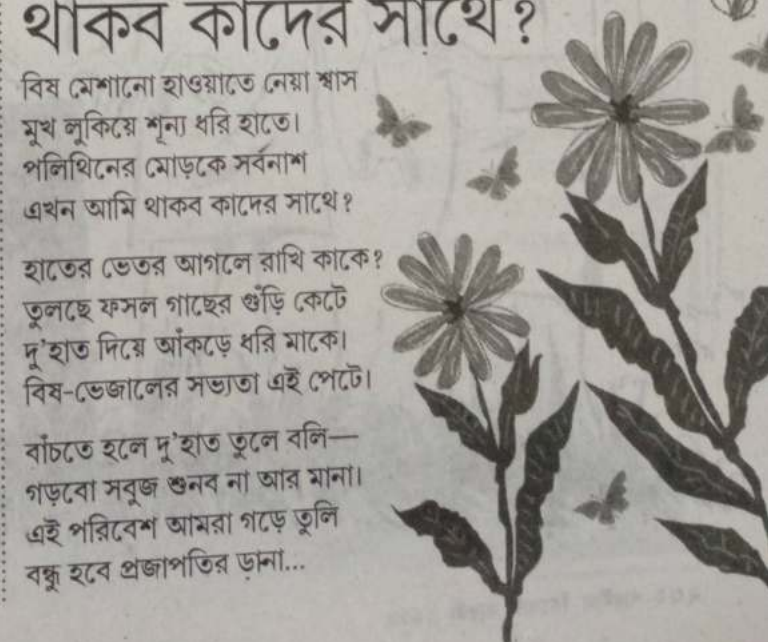 থাকব কাদের সাথে?
বিষ মেশানো হাওয়াতে নেয়া শ্বাস
মুখ লুকিয়ে শূন্য ধরি হাতে।
পলিথিনের মোড়কে সর্বনাশ
এখন আমি থাকব কাদের সাথে?
হাতের ভেতর আগলে রাখি কাকে?
তুলছে ফসল গাছের গুঁড়ি কেটে
দু'হাত দিয়ে আঁকড়ে ধরি মাকে।
বিষ-ভেজালের সভ্যতা এই পেটে।
বাঁচতে হলে দু'হাত তুলে বলি—
গড়বো সবুজ শুনব না আর মানা।
এই পরিবেশ আমরা গড়ে তুলি
বন্ধু হবে প্রজাপতির ডানা...